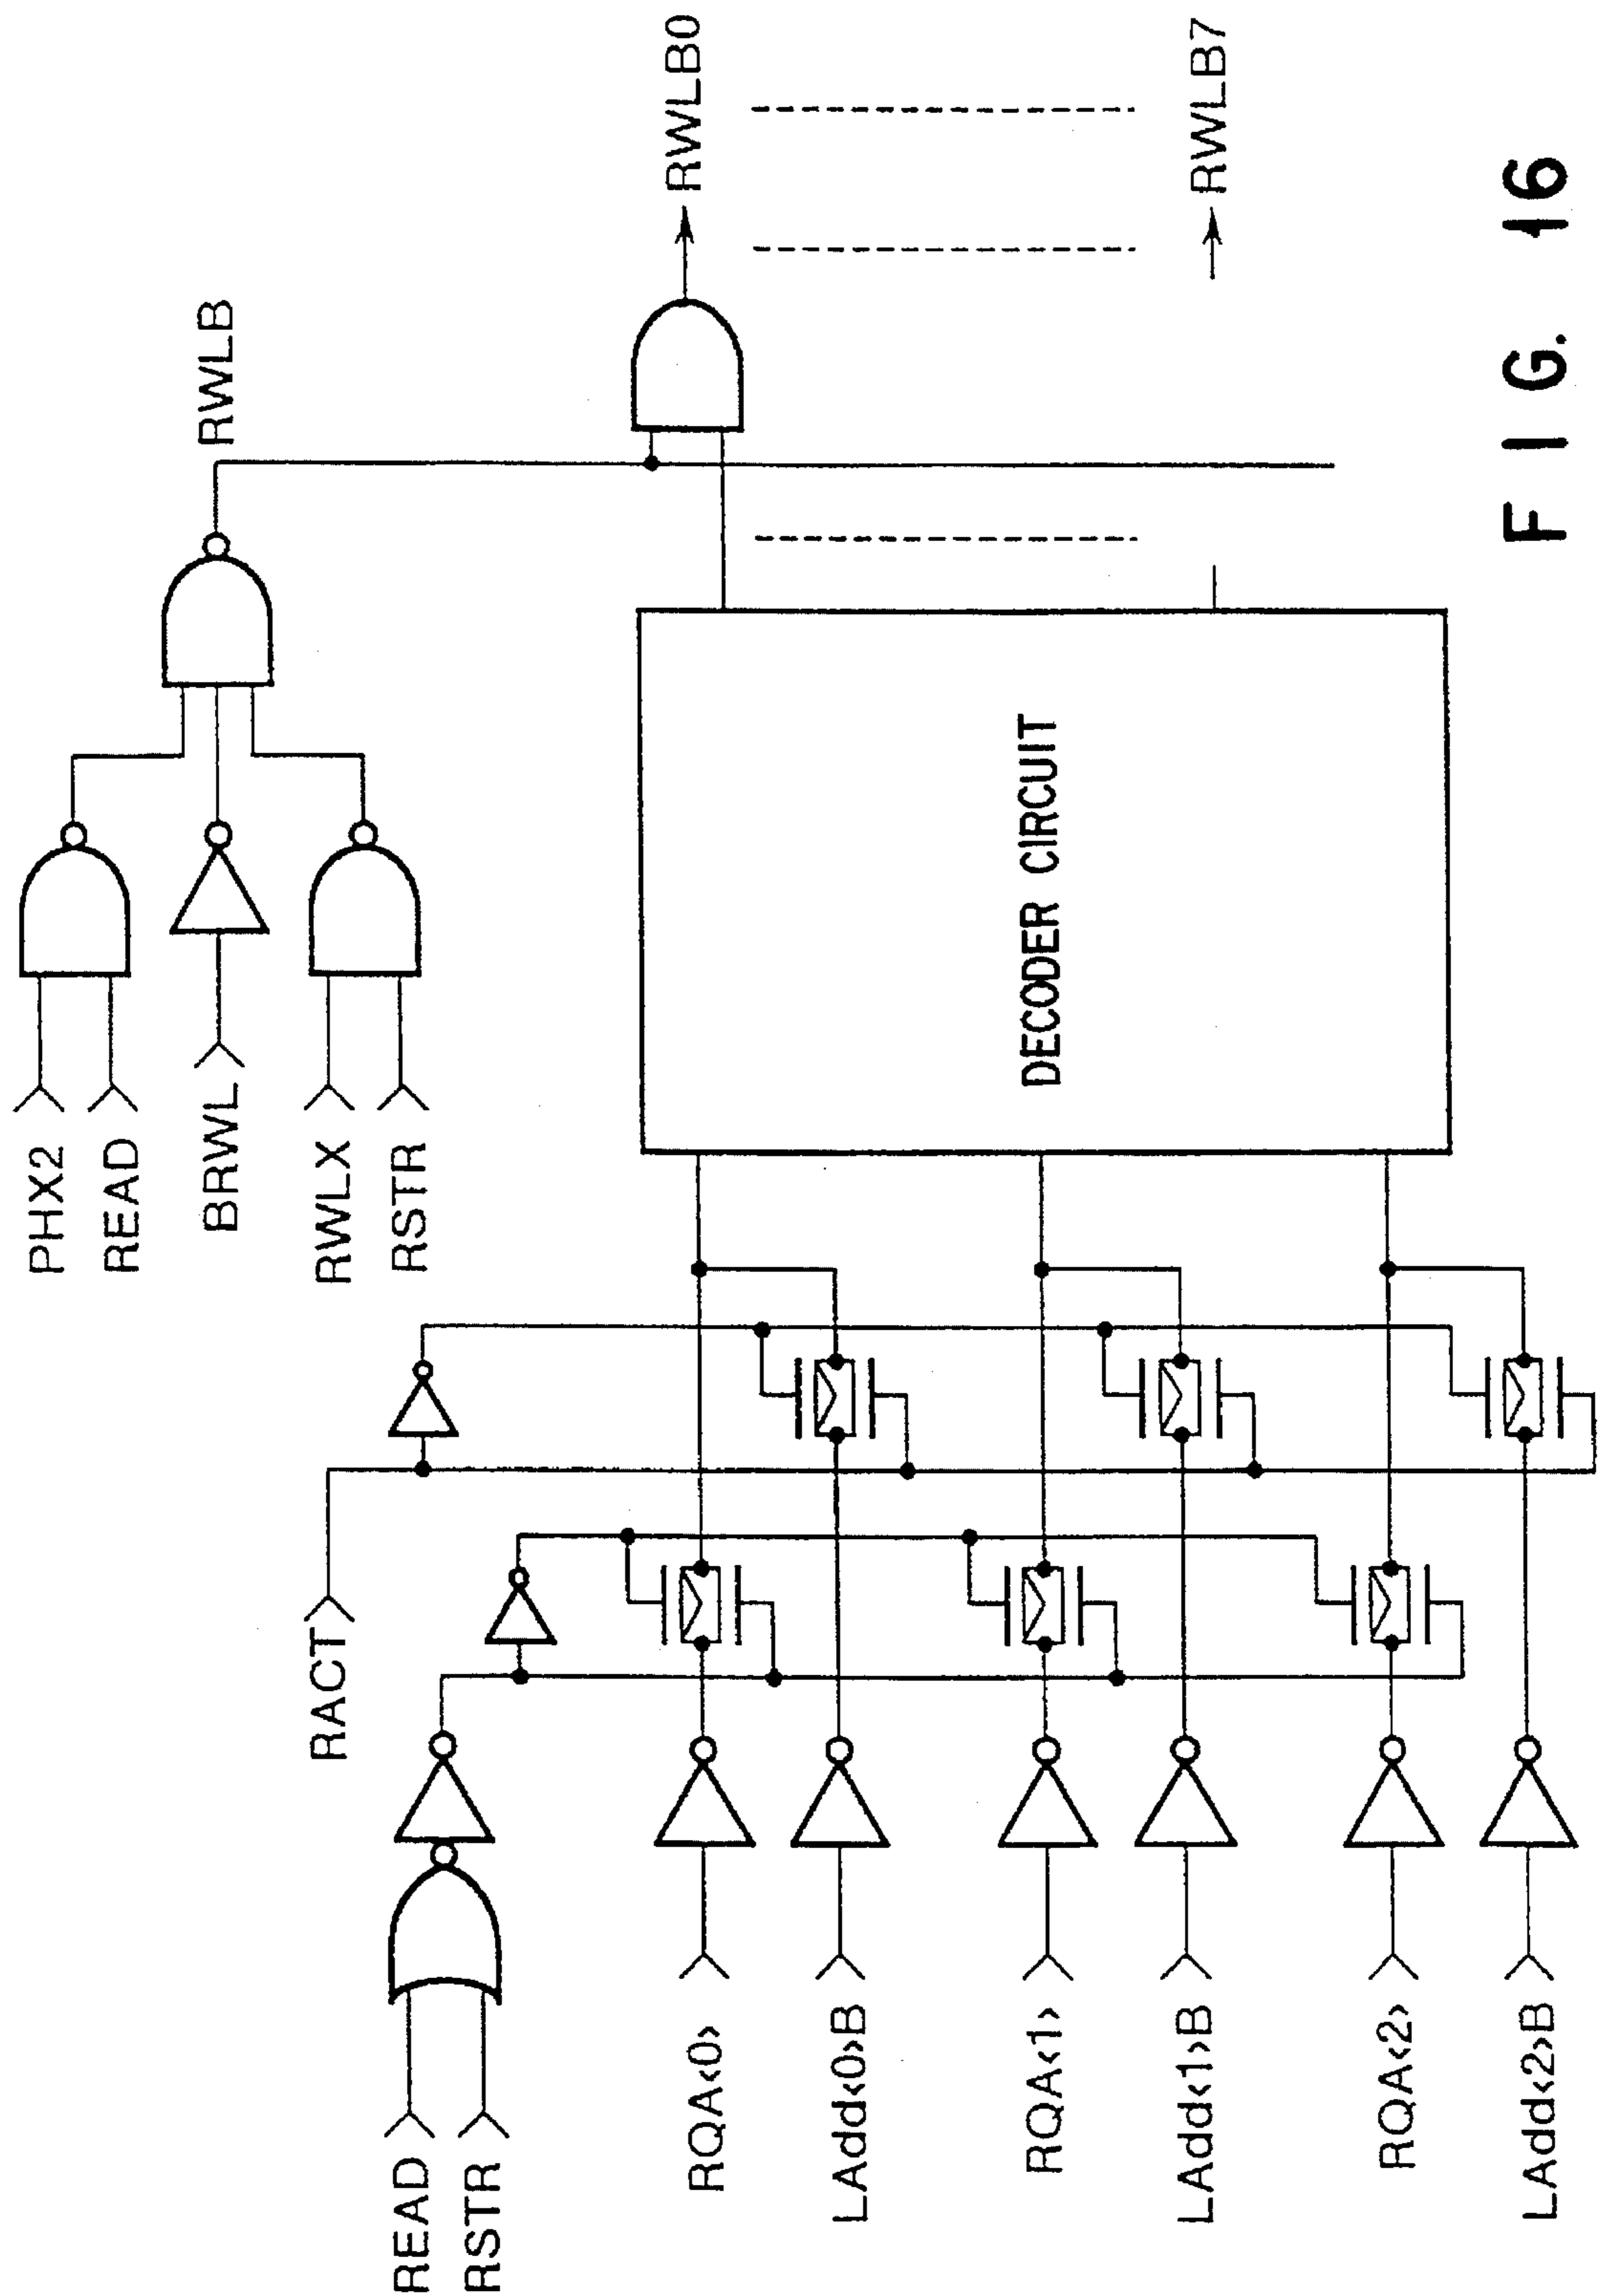 PHX2
READ
BRWL
RWLX
RSTR
RWLB
RACT
READ
RSTR
RQA<0>
LAdd<0>B
RQA<1>
LAdd<1>B
RQA<2>
LAdd<2>B
DECODER CIRCUIT
RWLB0
RWLB7
FIG. 16